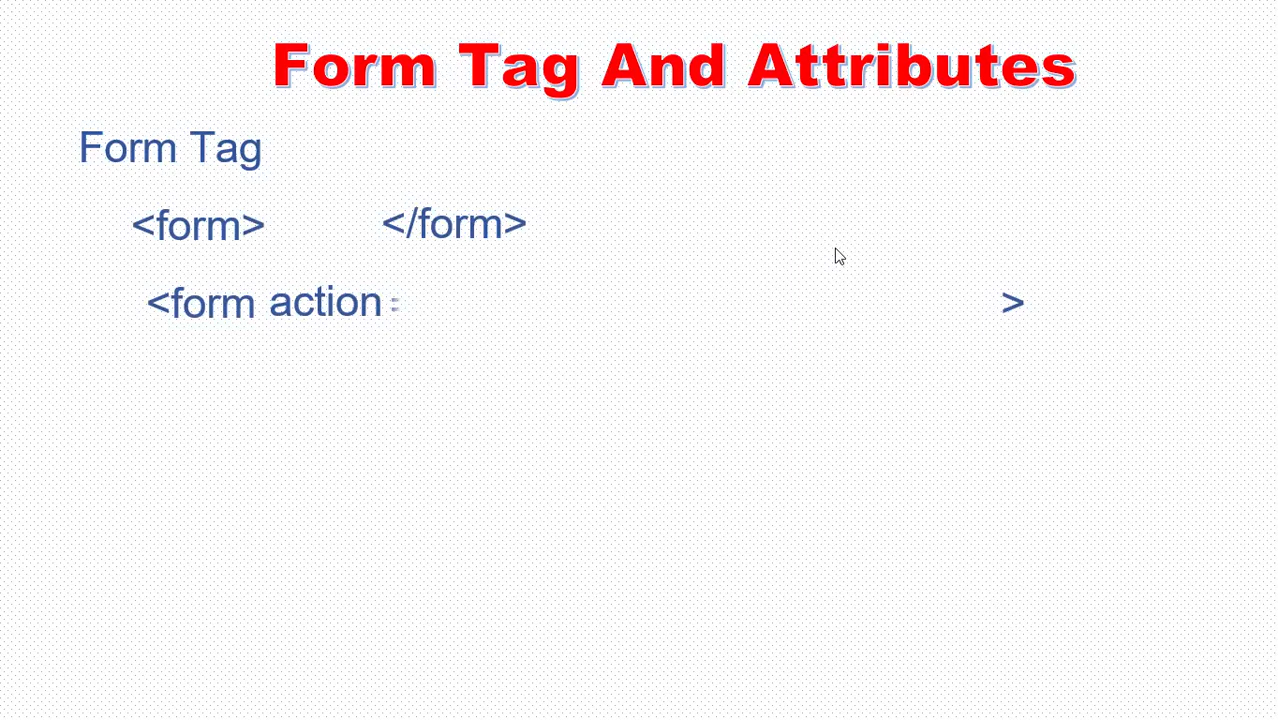 Form Tag And Attributes
Form Tag
<form> </form>
<form action = >